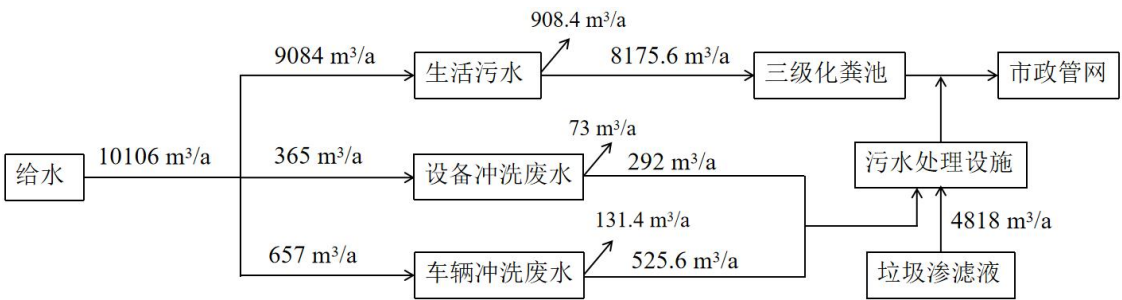 908.4 m³/a
9084 m³/a
生活污水
8175.6 m³/a
三级化粪池
市政管网
给水
10106 m³/a
365 m³/a
设备冲洗废水
73 m³/a
292 m³/a
污水处理设施
657 m³/a
车辆冲洗废水
131.4 m³/a
525.6 m³/a
4818 m³/a
垃圾渗滤液